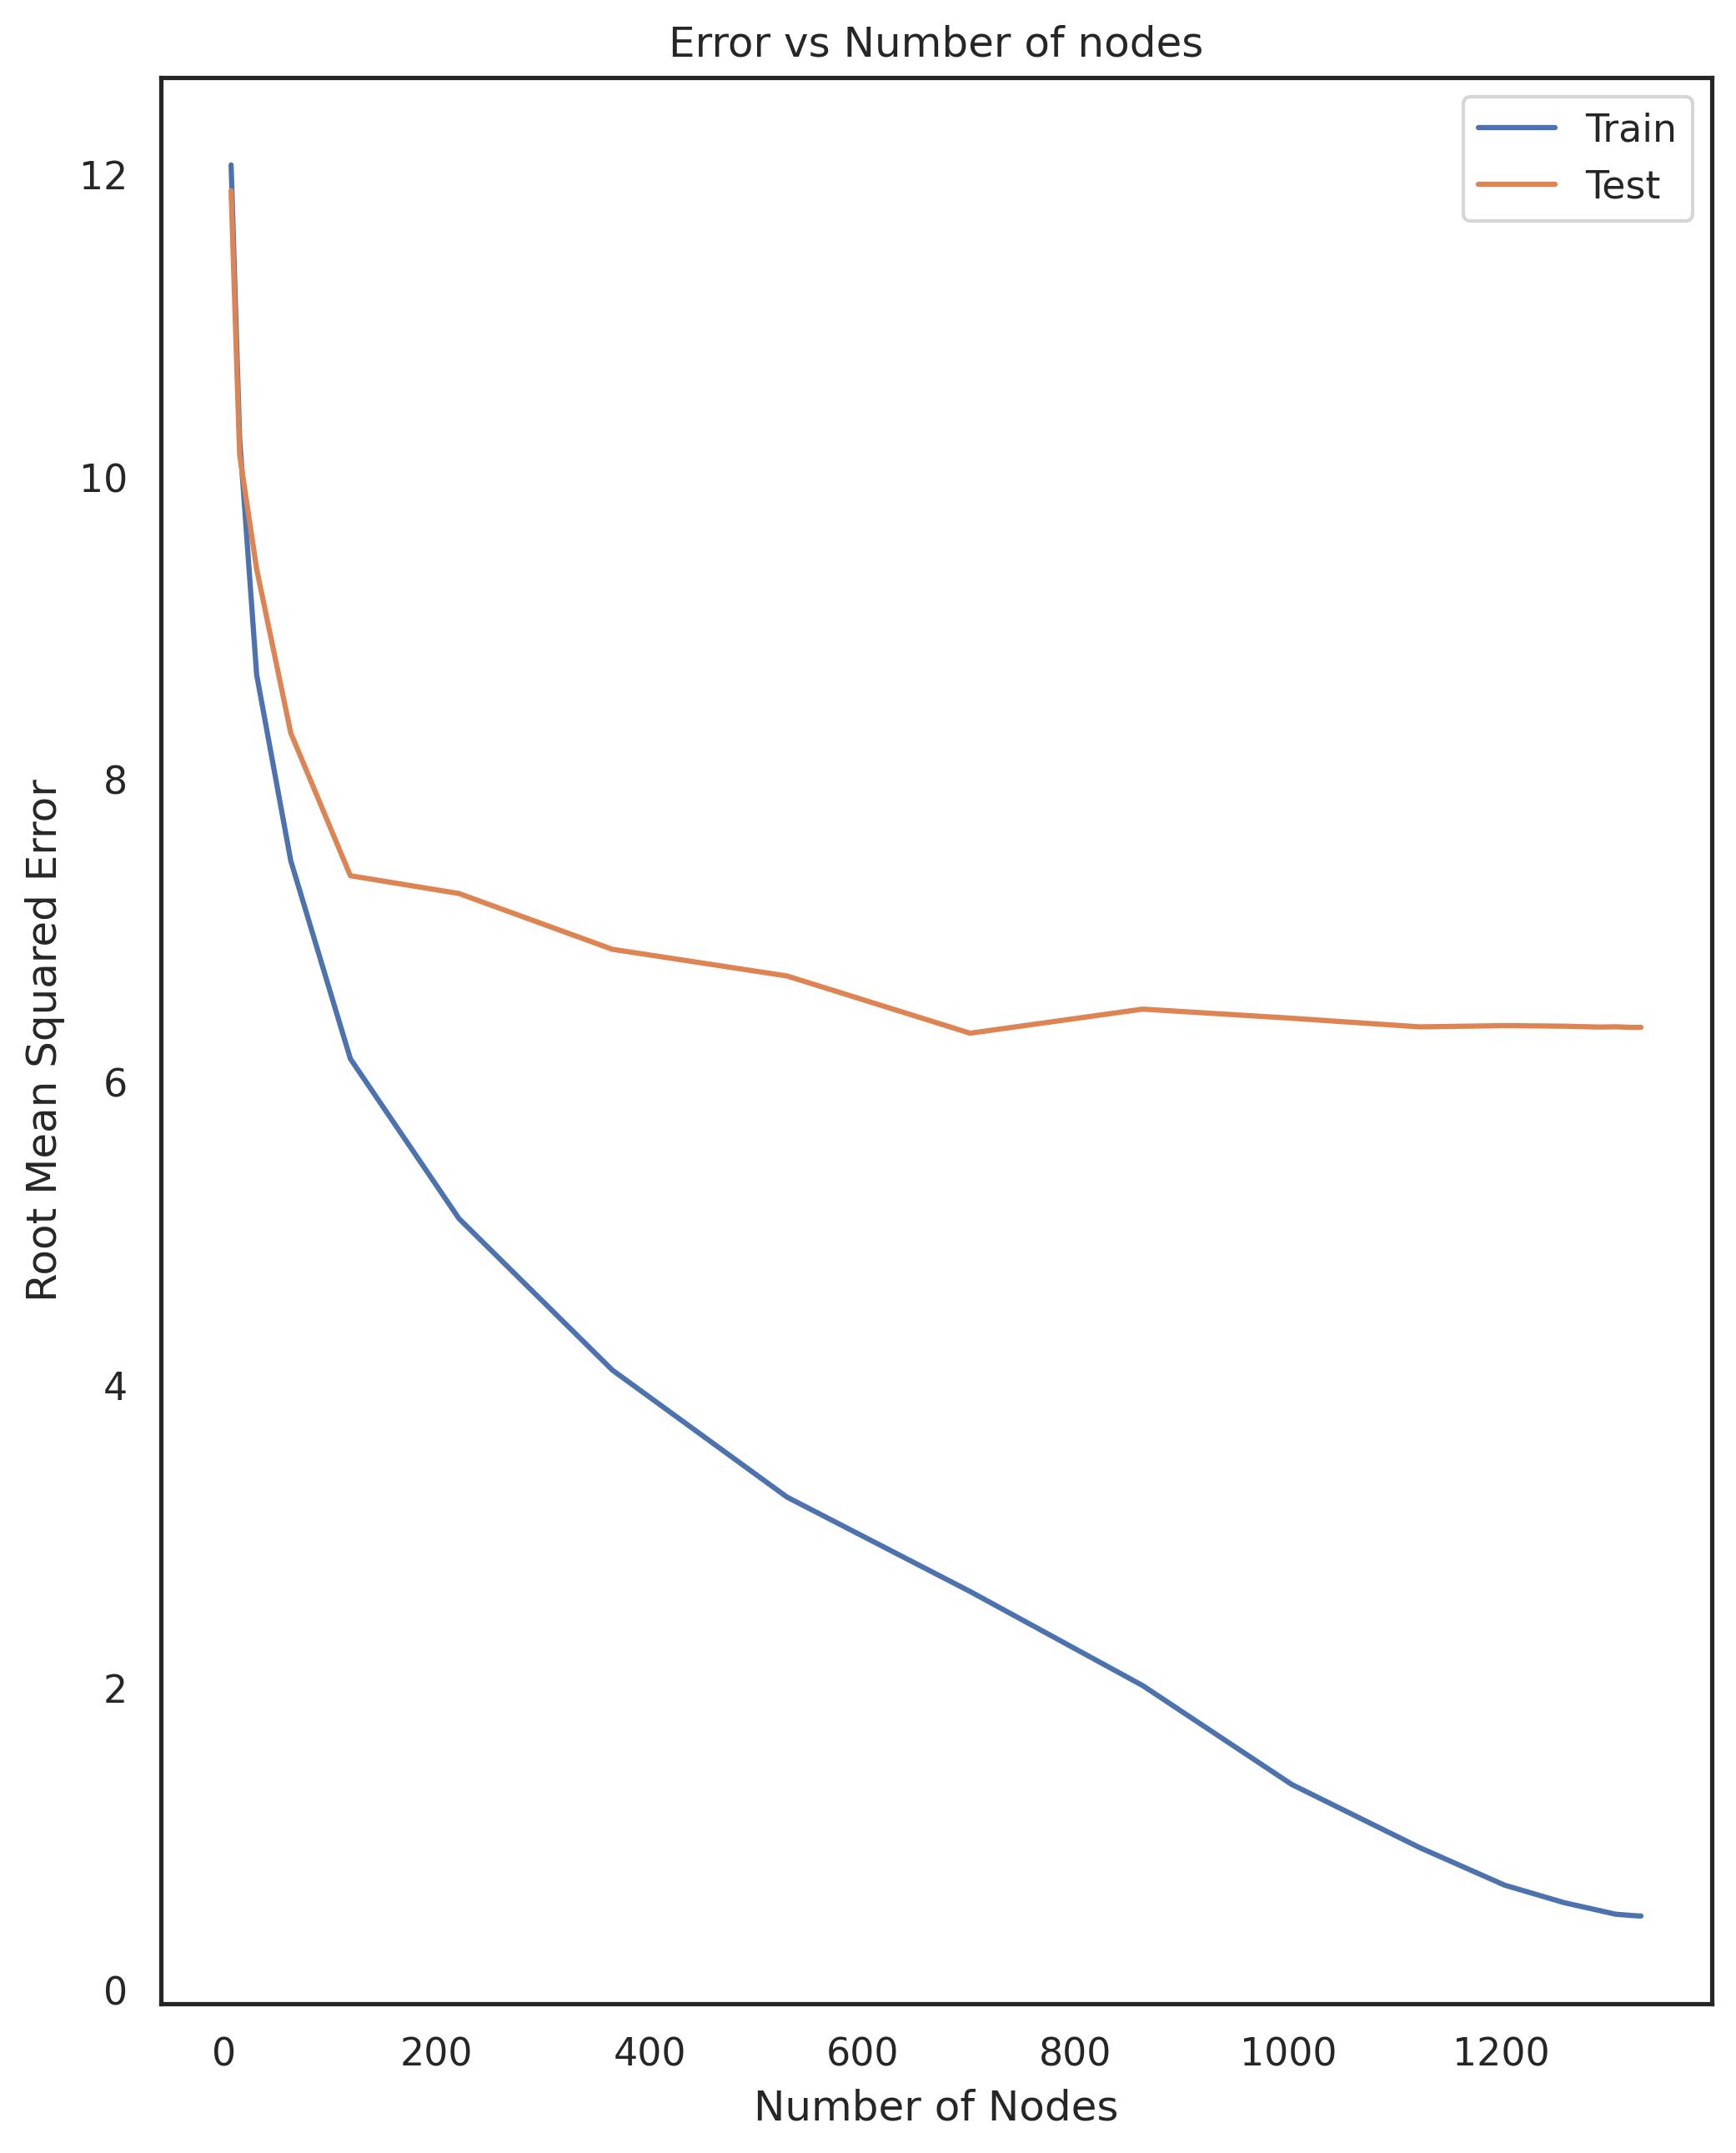 Error vs Number of nodes
Train
Test
12
10
8
6
4
2
0
Root Mean Squared Error
0 200 400 600 800 1000 1200
Number of Nodes